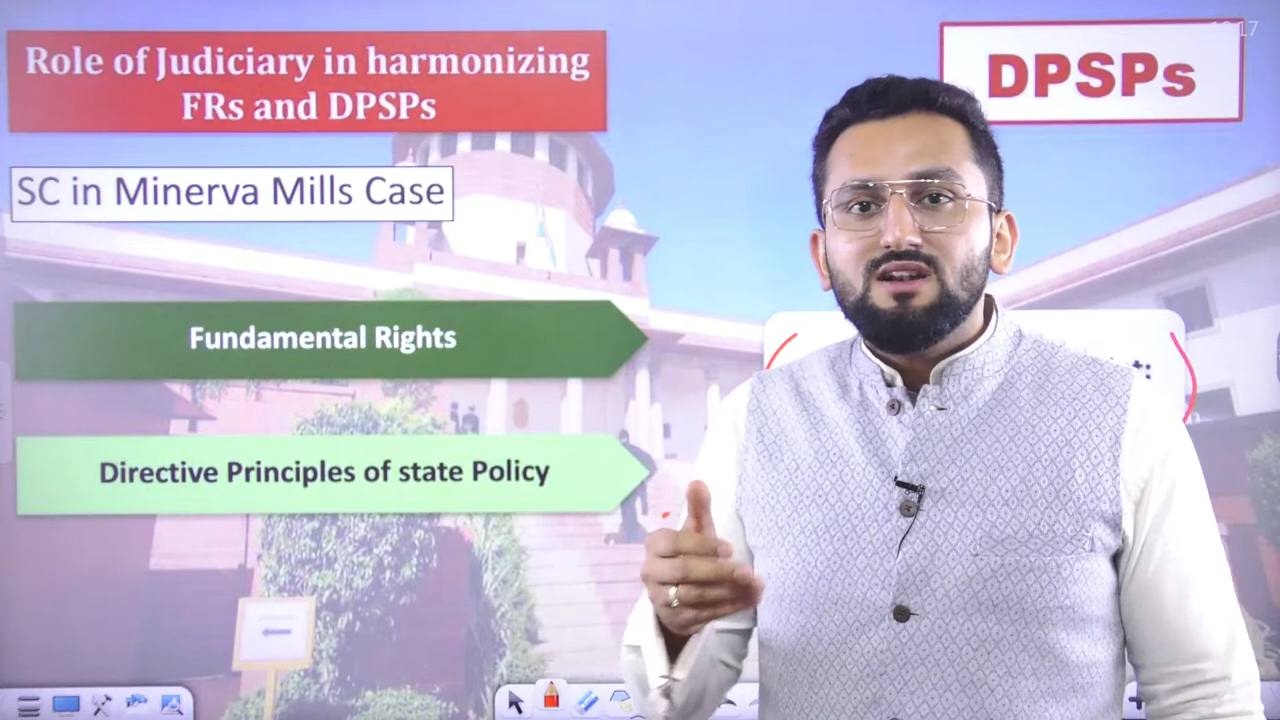 Role of Judiciary in harmonizing
FRs and DPSPs
DPSPs
SC in Minerva Mills Case
Fundamental Rights
Directive Principles of state Policy